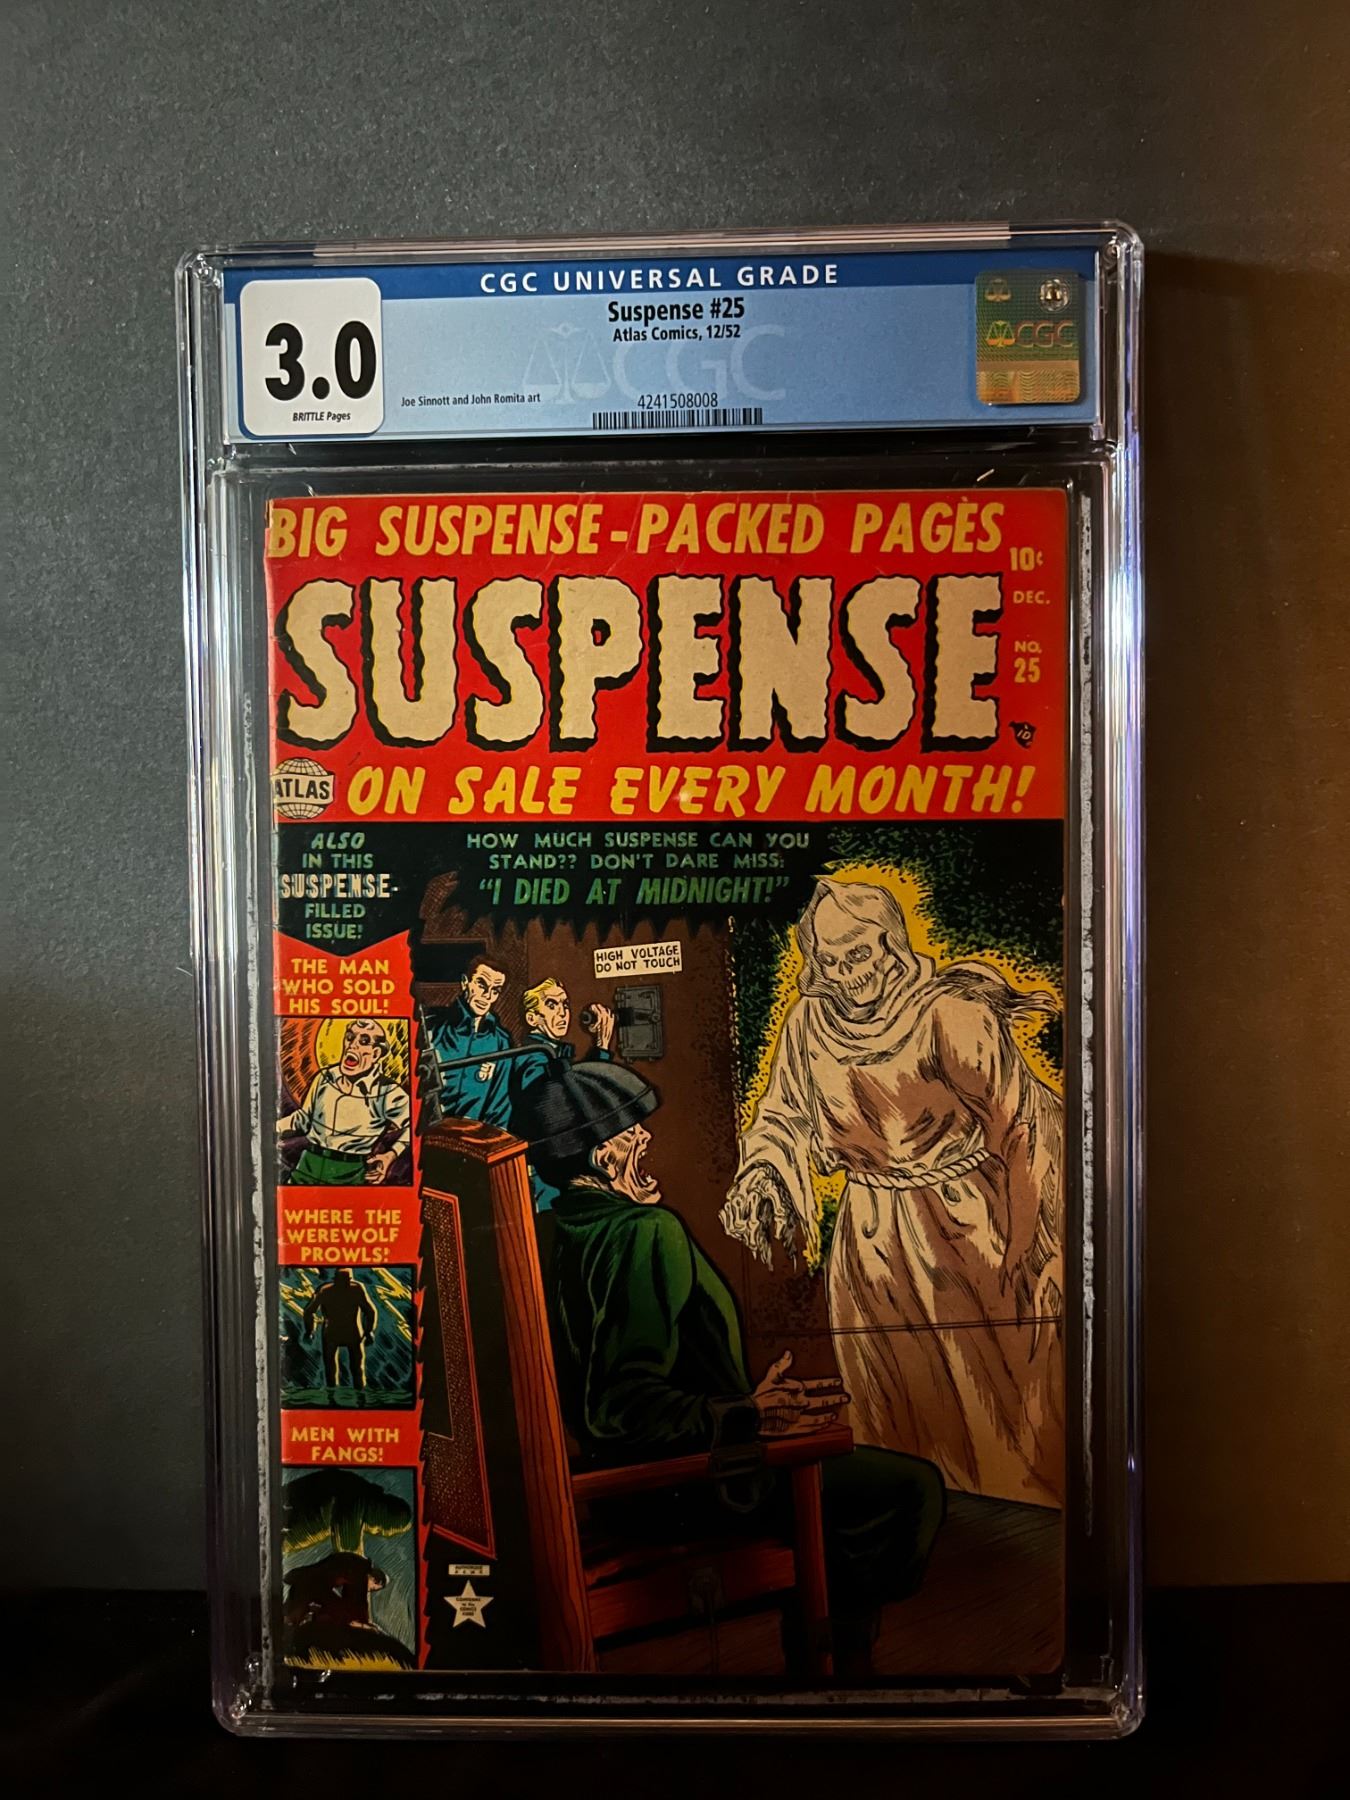 CGC UNIVERSAL GRADE
3.0
BRITTLE Pages
Suspense #25
Atlas Comics, 12/52
CGC
Joe Sinnott and John Romita art
4241508008
CGC
BIG SUSPENSE-PACKED PAGES
10¢
DEC.
NO.
25
SUSPENSE
ATLAS
ON SALE EVERY MONTH!
ALSO
IN THIS
SUSPENSE-
FILLED
ISSUE!
HOW MUCH SUSPENSE CAN YOU
STAND?? DON'T DARE MISS:
"I DIED AT MIDNIGHT!"
HIGH VOLTAGE
DO NOT TOUCH
THE MAN
WHO SOLD
HIS SOUL!
WHERE THE
WEREWOLF
PROWLS!
MEN WITH
FANGS!